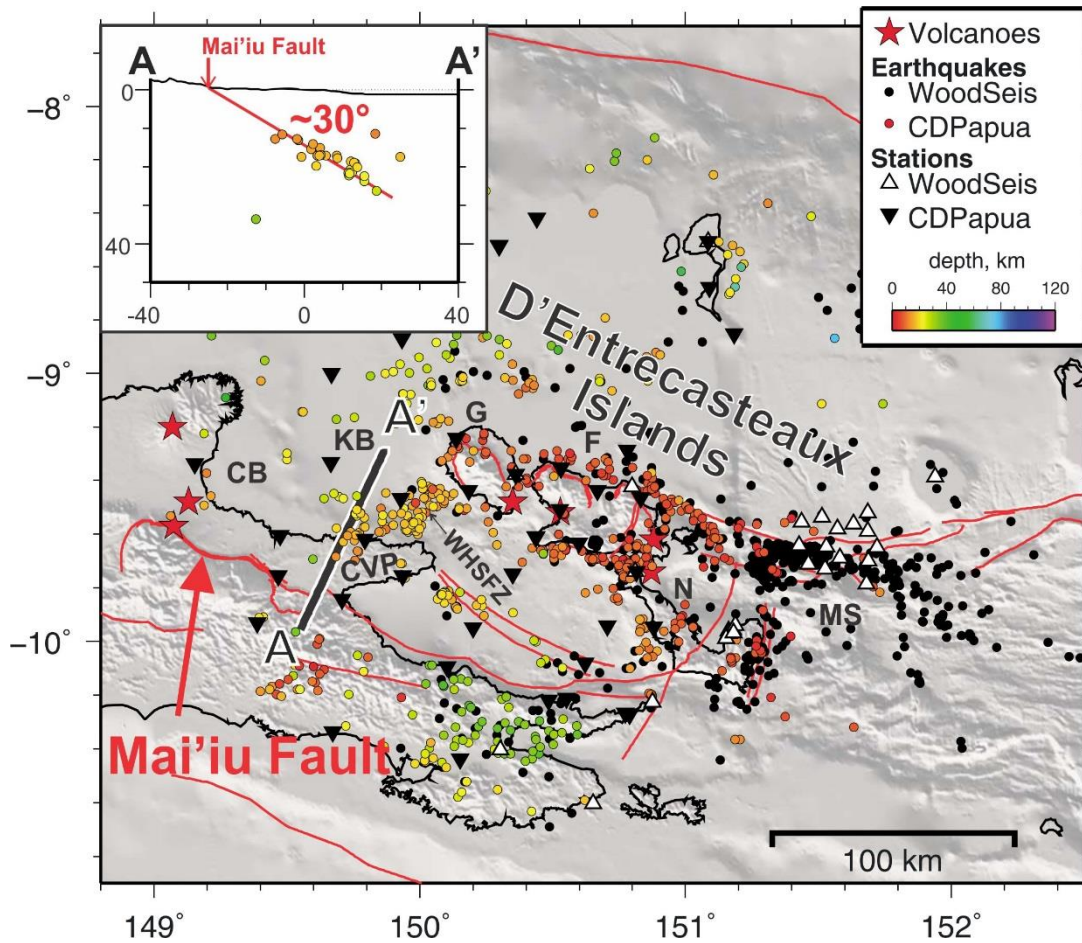 A
Mai'iu Fault
A'
0
~30°
40
-40
0
40
Volcanoes
Earthquakes
WoodSeis
CDPapua
Stations
WoodSeis
CDPapua
depth, km
0 40 80 120
−8°
−9°
−10°
D'Entrecasteaux
Islands
A'
G
KB
F
CB
WHSFZ
CVP
N
MS
A
Mai'iu Fault
100 km
149° 150° 151° 152°